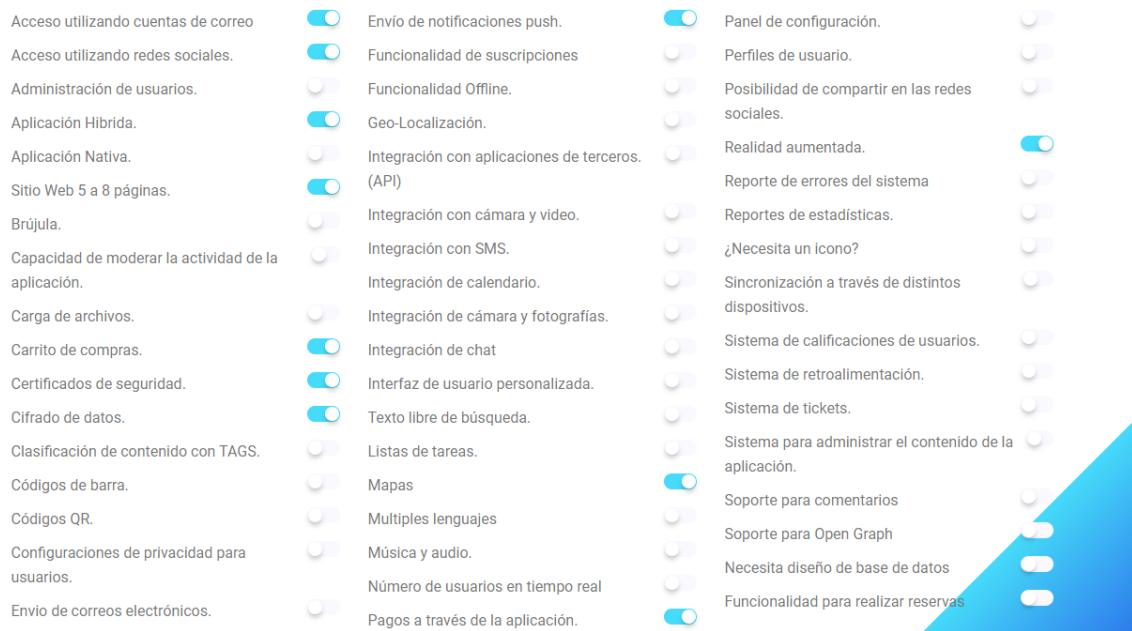 Acceso utilizando cuentas de correo
Acceso utilizando redes sociales.
Administración de usuarios.
Aplicación Hibrida.
Aplicación Nativa.
Sitio Web 5 a 8 páginas.
Brújula.
Capacidad de moderar la actividad de la
aplicación.
Carga de archivos.
Carrito de compras.
Certificados de seguridad.
Cifrado de datos.
Clasificación de contenido con TAGS.
Códigos de barra.
Códigos QR.
Configuraciones de privacidad para
usuarios.
Envio de correos electrónicos.
Envío de notificaciones push.
Funcionalidad de suscripciones
Funcionalidad Offline.
Geo-Localización.
Integración con aplicaciones de terceros.
(API)
Integración con cámara y video.
Integración con SMS.
Integración de calendario.
Integración de cámara y fotografías.
Integración de chat
Interfaz de usuario personalizada.
Texto libre de búsqueda.
Listas de tareas.
Mapas
Multiples lenguajes
Música y audio.
Número de usuarios en tiempo real
Pagos a través de la aplicación.
Panel de configuración.
Perfiles de usuario.
Posibilidad de compartir en las redes
sociales.
Realidad aumentada.
Reporte de errores del sistema
Reportes de estadísticas.
¿Necesita un icono?
Sincronización a través de distintos
dispositivos.
Sistema de calificaciones de usuarios.
Sistema de retroalimentación.
Sistema de tickets.
Sistema para administrar el contenido de la
aplicación.
Soporte para comentarios
Soporte para Open Graph
Necesita diseño de base de datos
Funcionalidad para realizar reservas